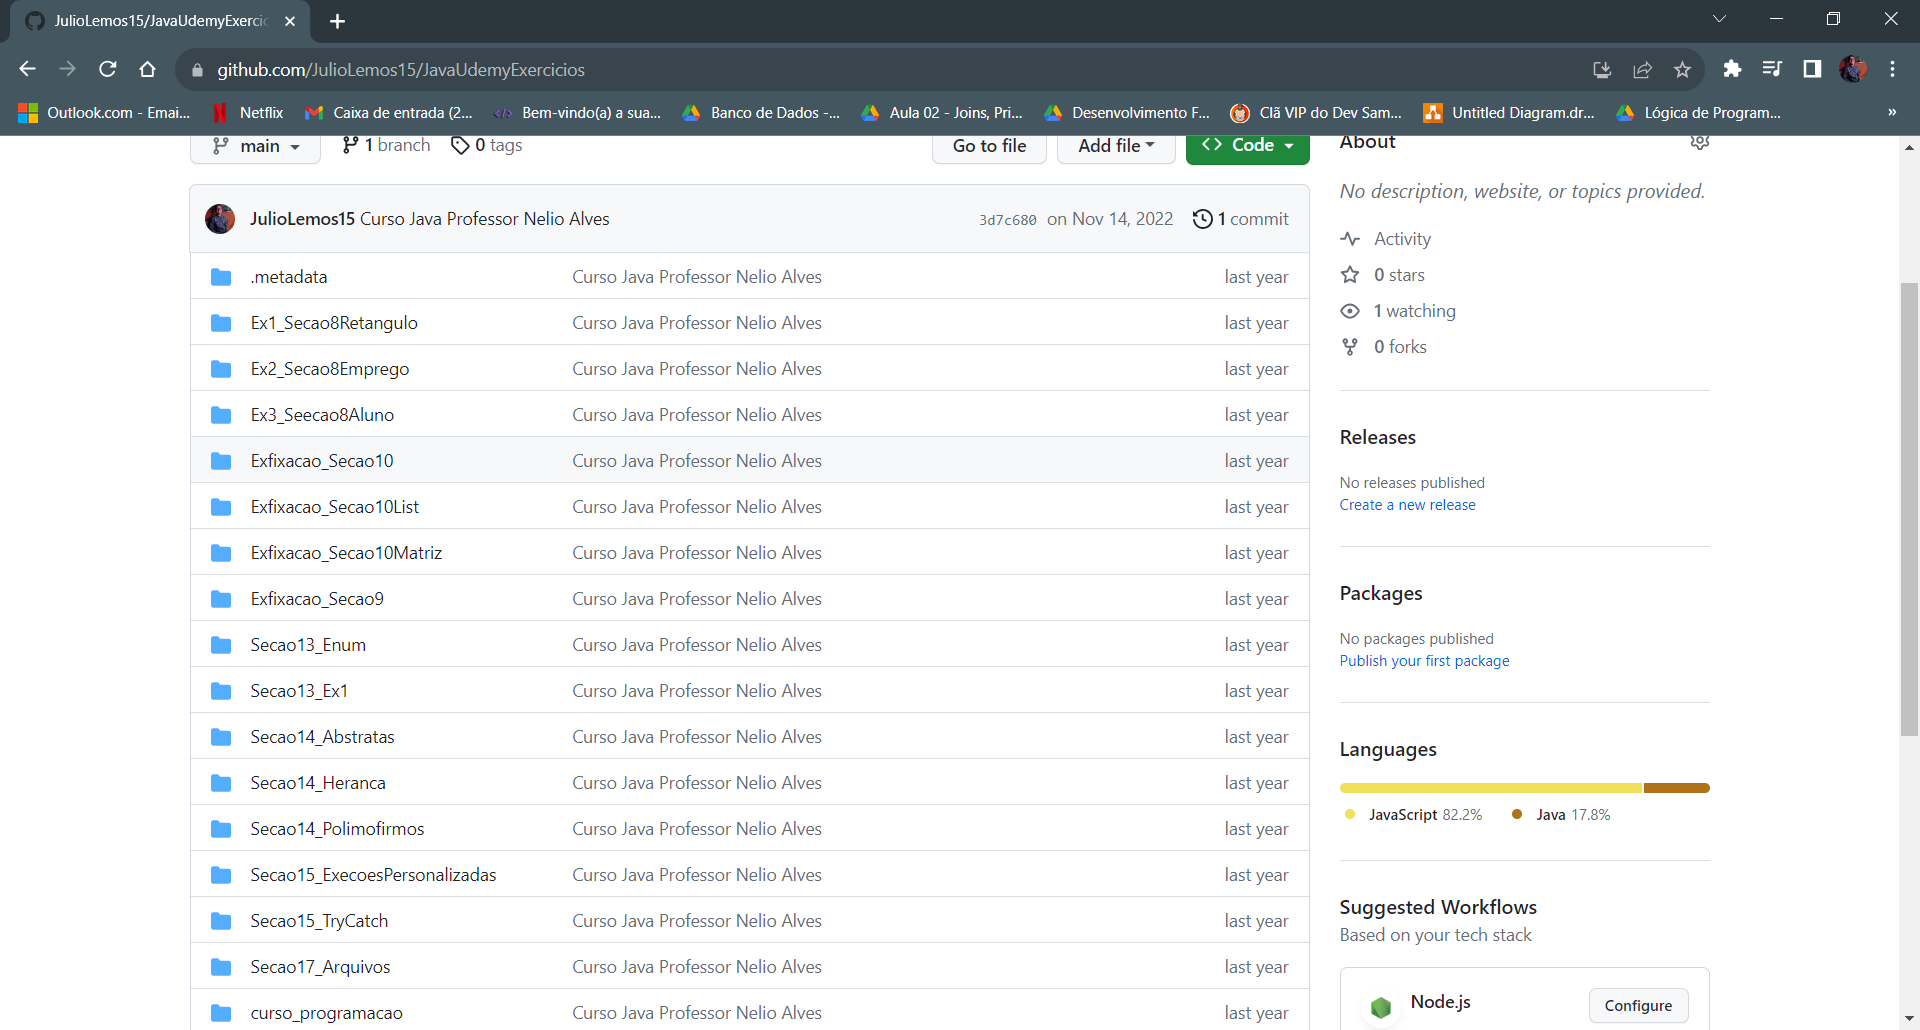 JulioLemos15/JavaUdemyExercic
github.com/JulioLemos15/JavaUdemyExercicios
Outlook.com - Emai... Netflix Caixa de entrada (2... Bem-vindo(a) a sua... Banco de Dados -... Aula 02 - Joins, Pri... Desenvolvimento F... Clã VIP do Dev Sam... Untitled Diagram.dr... Lógica de Program... »
main 1 branch 0 tags Go to file Add file Code
JulioLemos15 Curso Java Professor Nelio Alves 3d7c680 on Nov 14, 2022 1 commit
.metadata Curso Java Professor Nelio Alves last year
Ex1_Secao8Retangulo Curso Java Professor Nelio Alves last year
Ex2_Secao8Emprego Curso Java Professor Nelio Alves last year
Ex3_Seecao8Aluno Curso Java Professor Nelio Alves last year
Exfixacao_Secao10 Curso Java Professor Nelio Alves last year
Exfixacao_Secao10List Curso Java Professor Nelio Alves last year
Exfixacao_Secao10Matriz Curso Java Professor Nelio Alves last year
Exfixacao_Secao9 Curso Java Professor Nelio Alves last year
Secao13_Enum Curso Java Professor Nelio Alves last year
Secao13_Ex1 Curso Java Professor Nelio Alves last year
Secao14_Abstratas Curso Java Professor Nelio Alves last year
Secao14_Heranca Curso Java Professor Nelio Alves last year
Secao14_Polimofirmos Curso Java Professor Nelio Alves last year
Secao15_ExecoesPersonalizadas Curso Java Professor Nelio Alves last year
Secao15_TryCatch Curso Java Professor Nelio Alves last year
Secao17_Arquivos Curso Java Professor Nelio Alves last year
curso_programacao Curso Java Professor Nelio Alves last year
About
No description, website, or topics provided.
Activity
0 stars
1 watching
0 forks
Releases
No releases published
Create a new release
Packages
No packages published
Publish your first package
Languages
JavaScript 82.2% Java 17.8%
Suggested Workflows
Based on your tech stack
Node.js Configure